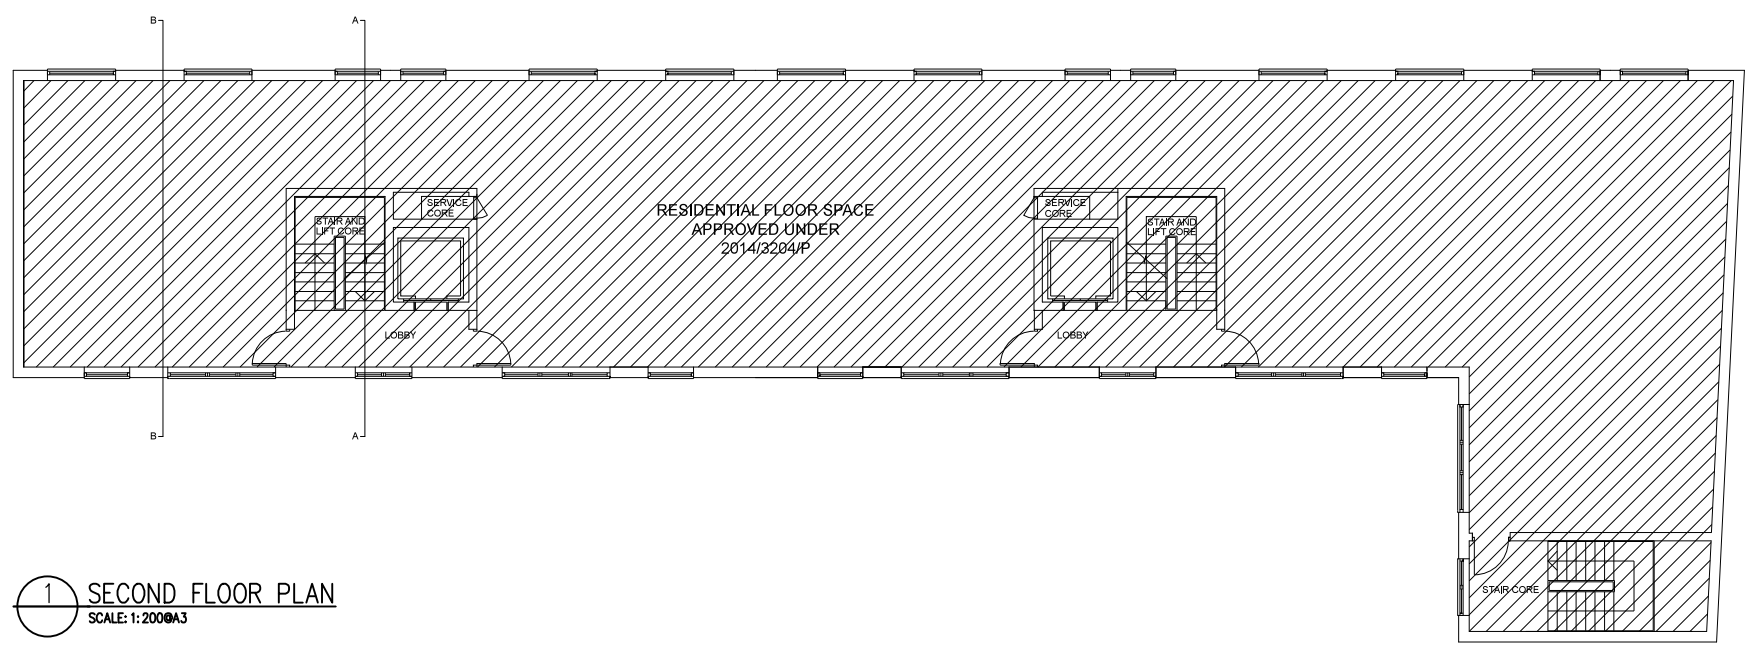 B
A
SERVICE
CORE
STAIR AND
LIFT CORE
RESIDENTIAL FLOOR SPACE
APPROVED UNDER
2014/3204/P
SERVICE
CORE
STAIR AND
LIFT CORE
LOBBY
LOBBY
B
A
1
SECOND FLOOR PLAN
SCALE: 1:200@A3
STAIR CORE